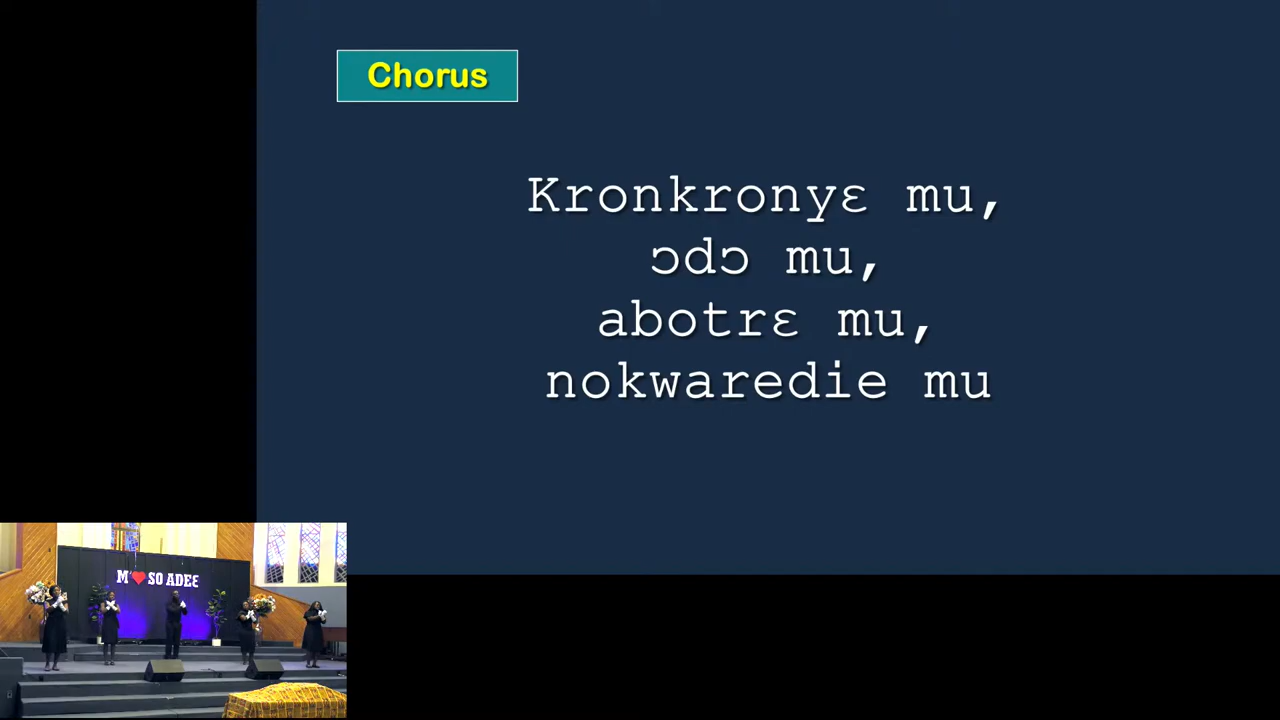 Chorus
Kronkronyɛ mu,
ɔdɔ mu,
abotrɛ mu,
nokwaredie mu
M'❤ SO ADEƐ